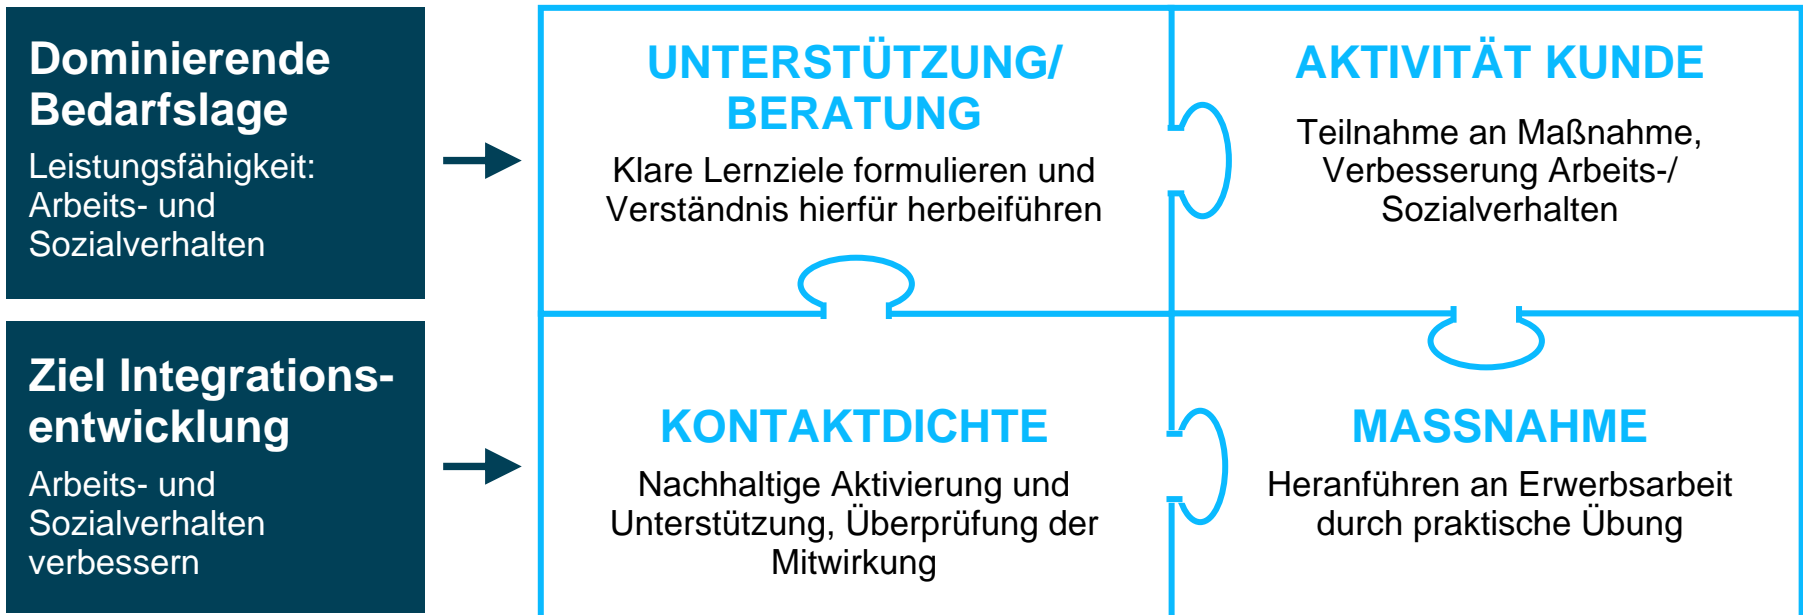 Dominierende
Bedarfslage
Leistungsfähigkeit:
Arbeits- und
Sozialverhalten
UNTERSTÜTZUNG/
BERATUNG
Klare Lernziele formulieren und
Verständnis hierfür herbeiführen
AKTIVITÄT KUNDE
Teilnahme an Maßnahme,
Verbesserung Arbeits-/
Sozialverhalten
Ziel Integrations-
entwicklung
Arbeits- und
Sozialverhalten
verbessern
KONTAKTDICHTE
Nachhaltige Aktivierung und
Unterstützung, Überprüfung der
Mitwirkung
MASSNAHME
Heranführen an Erwerbsarbeit
durch praktische Übung